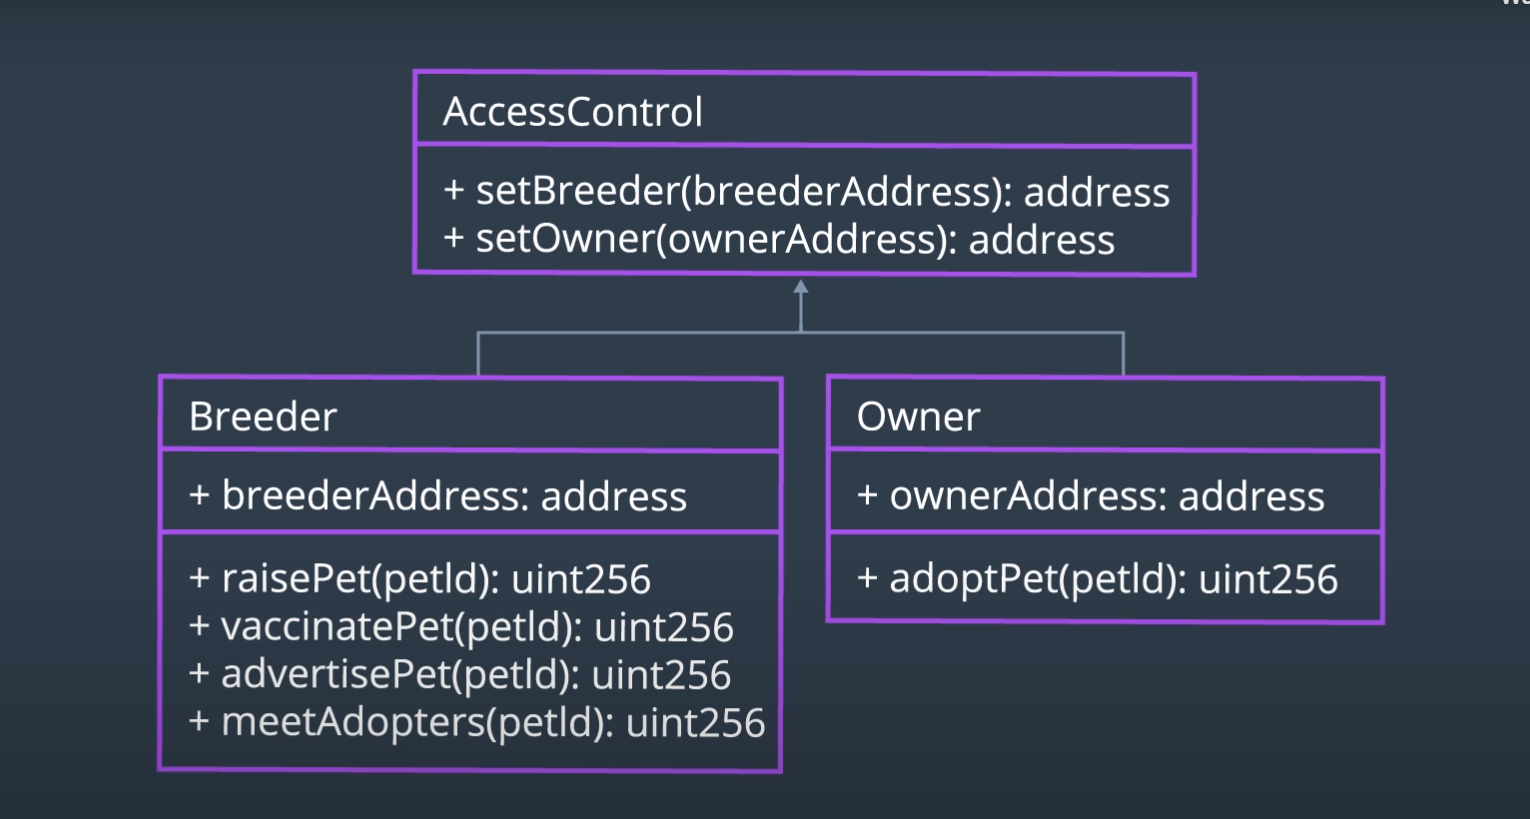 AccessControl
+ setBreeder(breederAddress): address
+ setOwner(ownerAddress): address
Breeder
+ breederAddress: address
+ raisePet(petId): uint256
+ vaccinatePet(petId): uint256
+ advertisePet(petId): uint256
+ meetAdopters(petId): uint256
Owner
+ ownerAddress: address
+ adoptPet(petId): uint256